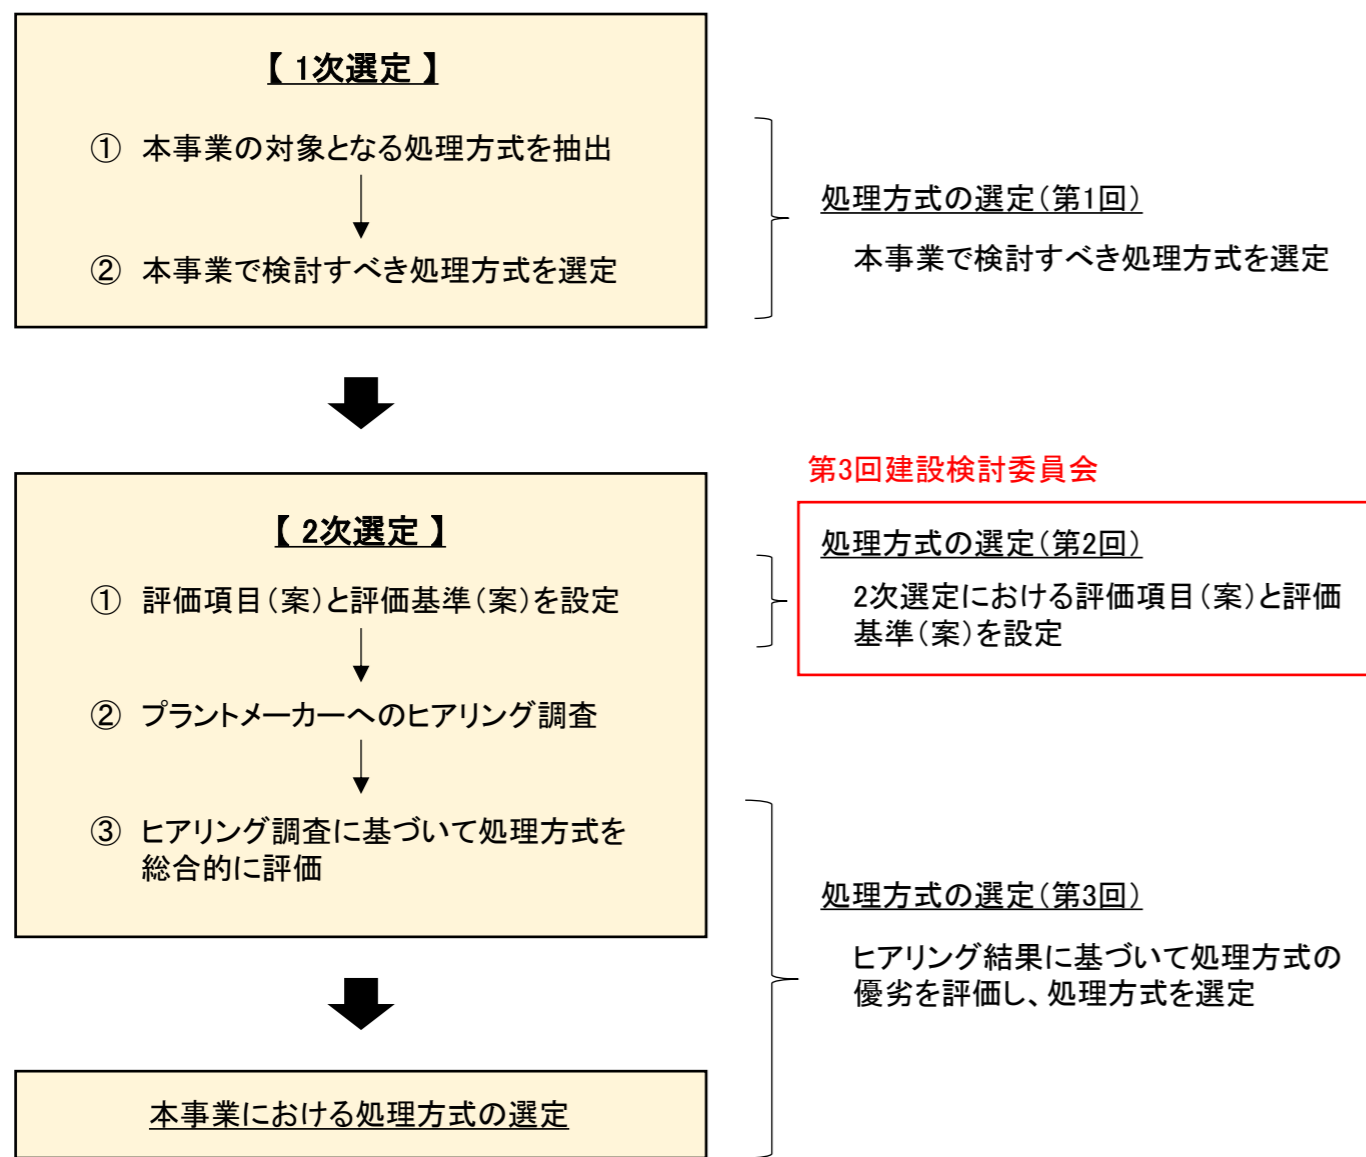 【 1次選定 】
① 本事業の対象となる処理方式を抽出
② 本事業で検討すべき処理方式を選定
処理方式の選定（第1回）
本事業で検討すべき処理方式を選定
【 2次選定 】
① 評価項目（案）と評価基準（案）を設定
② プラントメーカーへのヒアリング調査
③ ヒアリング調査に基づいて処理方式を
総合的に評価
第3回建設検討委員会
処理方式の選定（第2回）
2次選定における評価項目（案）と評価
基準（案）を設定
処理方式の選定（第3回）
ヒアリング結果に基づいて処理方式の
優劣を評価し、処理方式を選定
本事業における処理方式の選定